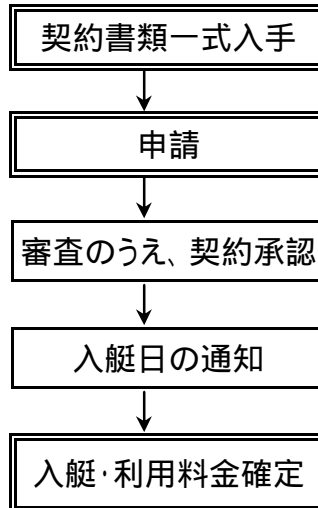 契約書類一式入手
申請
審査のうえ、契約承認
入艇日の通知
入艇・利用料金確定